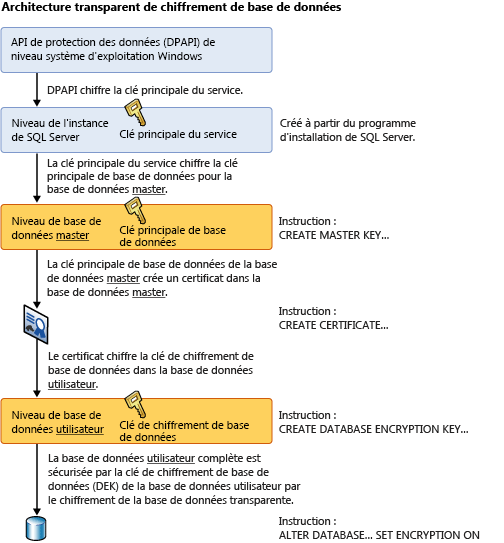 Architecture transparent de chiffrement de base de données
API de protection des données (DPAPI) de
niveau système d'exploitation Windows
DPAPI chiffre la clé principale du service.
Niveau de l'instance
de SQL Server
Clé principale du service
Créé à partir du programme
d'installation de SQL Server.
La clé principale du service chiffre la clé
principale de base de données pour la
base de données master.
Niveau de base de
données master
Clé principale de base
de données
Instruction :
CREATE MASTER KEY...
La clé principale de base de données de la base
de données master crée un certificat dans la
base de données master.
Instruction :
CREATE CERTIFICATE...
Le certificat chiffre la clé de chiffrement de
base de données dans la base de données
utilisateur.
Niveau de base de
données utilisateur
Clé de chiffrement de base
de données
Instruction :
CREATE DATABASE ENCRYPTION KEY...
La base de données utilisateur complète est
sécurisée par la clé de chiffrement de base de
données (DEK) de la base de données utilisateur par
le chiffrement de la base de données transparente.
Instruction :
ALTER DATABASE... SET ENCRYPTION ON